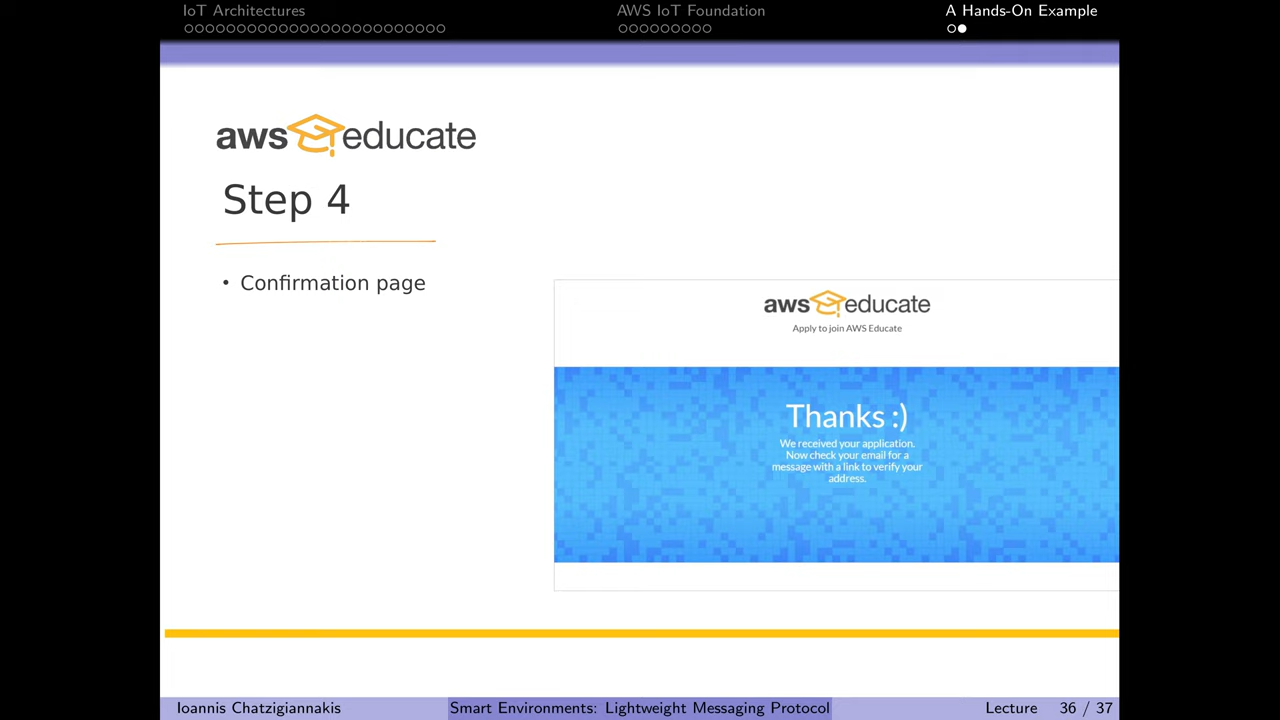 IoT Architectures
AWS IoT Foundation
A Hands-On Example
aws educate
Step 4
• Confirmation page
aws educate
Apply to join AWS Educate
Thanks :)
We received your application.
Now check your email for a
message with a link to verify your
address.
Ioannis Chatzigiannakis
Smart Environments: Lightweight Messaging Protocol
Lecture 36 / 37